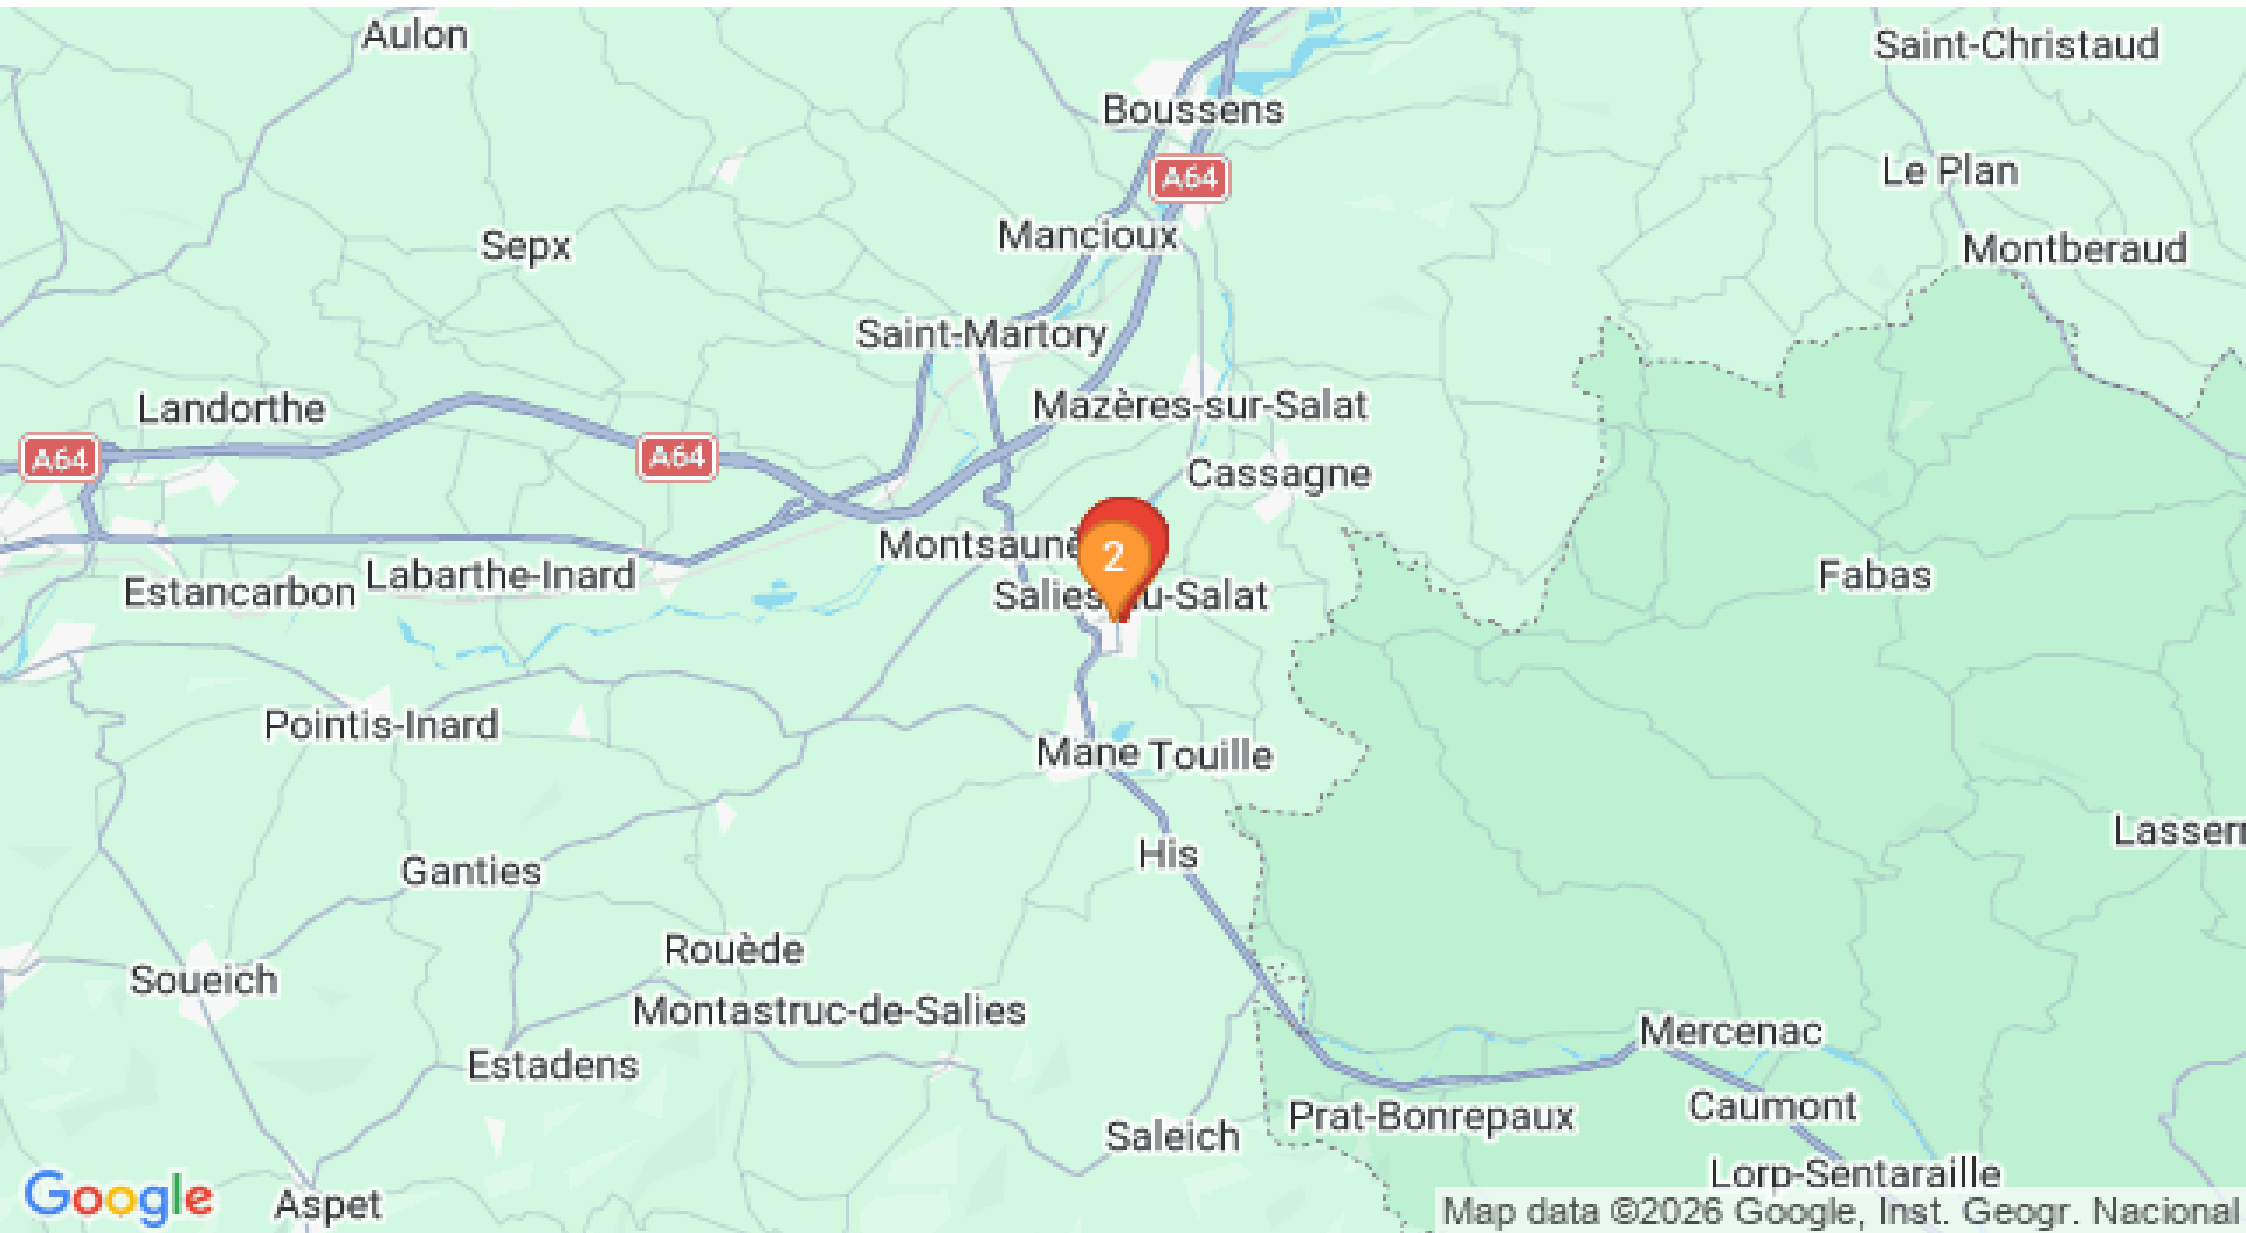 Aulon
Saint-Christaud
Boussens
A64
Le Plan
Mancioux
Sepx
Montberaud
Saint-Martory
Landorthe
Mazères-sur-Salat
A64
A64
Cassagne
Montsaunè
2
Labarthe-Inard
Fabas
Estancarbon
Salies u-Salat
Pointis-Inard
Mane
Touille
Lasserr
His
Ganties
Rouède
Soueich
Montastruc-de-Salies
Mercenac
Estadens
Caumont
Prat-Bonrepaux
Saleich
Lorp-Sentaraille
Google
Aspet
Map data ©2026 Google, Inst. Geogr. Nacional